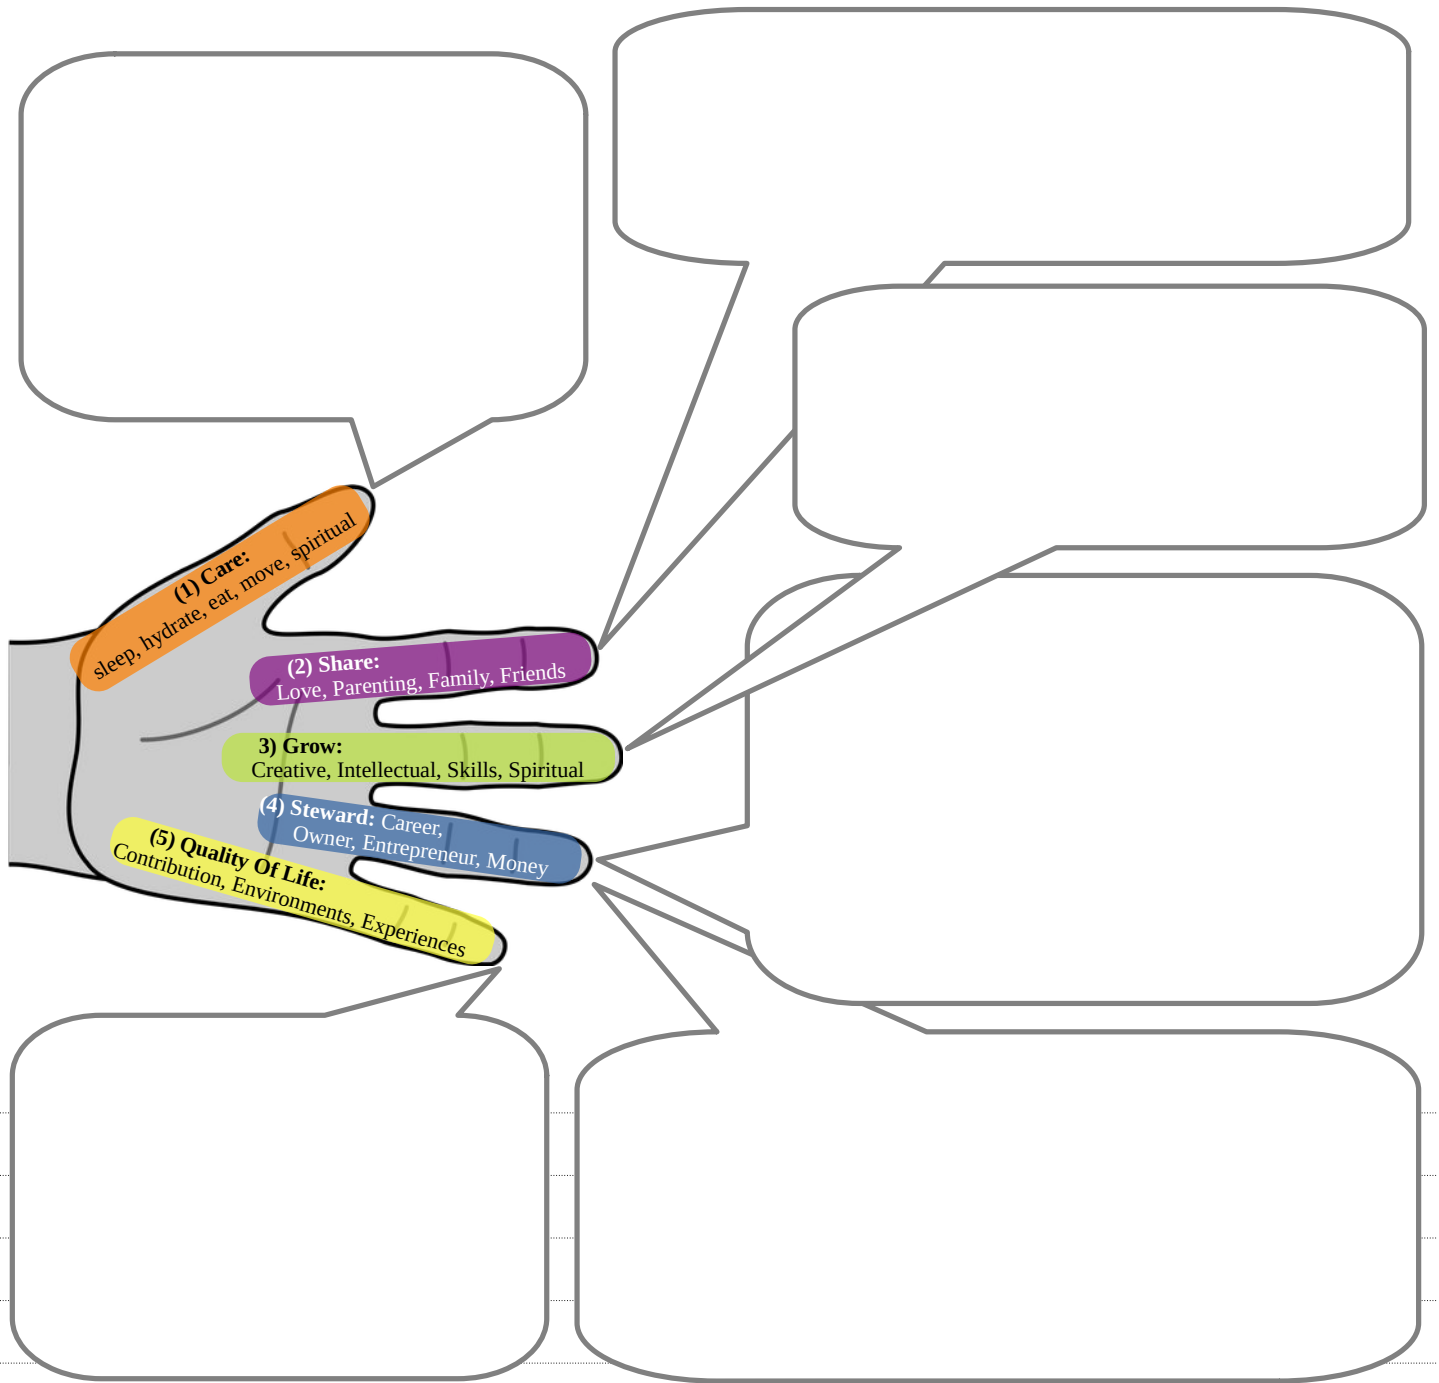 (1) Care:
sleep, hydrate, eat, move, spiritual
(2) Share:
Love, Parenting, Family, Friends
3) Grow:
Creative, Intellectual, Skills, Spiritual
(4) Steward: Career,
Owner, Entrepreneur, Money
(5) Quality Of Life:
Contribution, Environments, Experiences